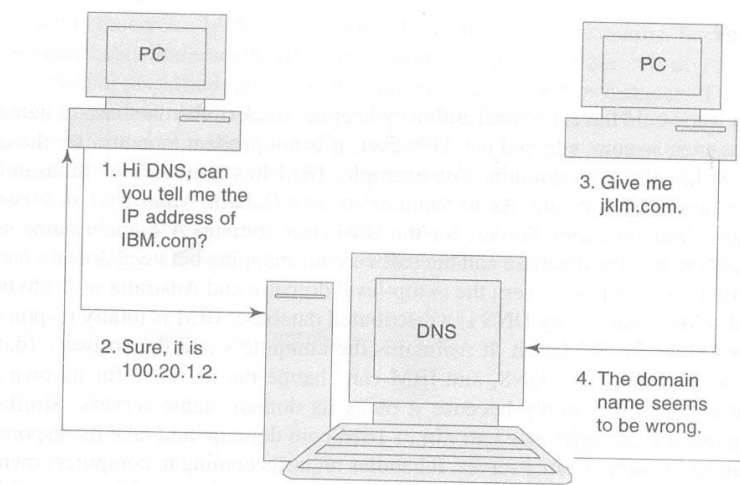 PC
PC
1. Hi DNS, can
you tell me the
IP address of
IBM.com?
2. Sure, it is
100.20.1.2.
3. Give me
jklm.com.
DNS
4. The domain
name seems
to be wrong.